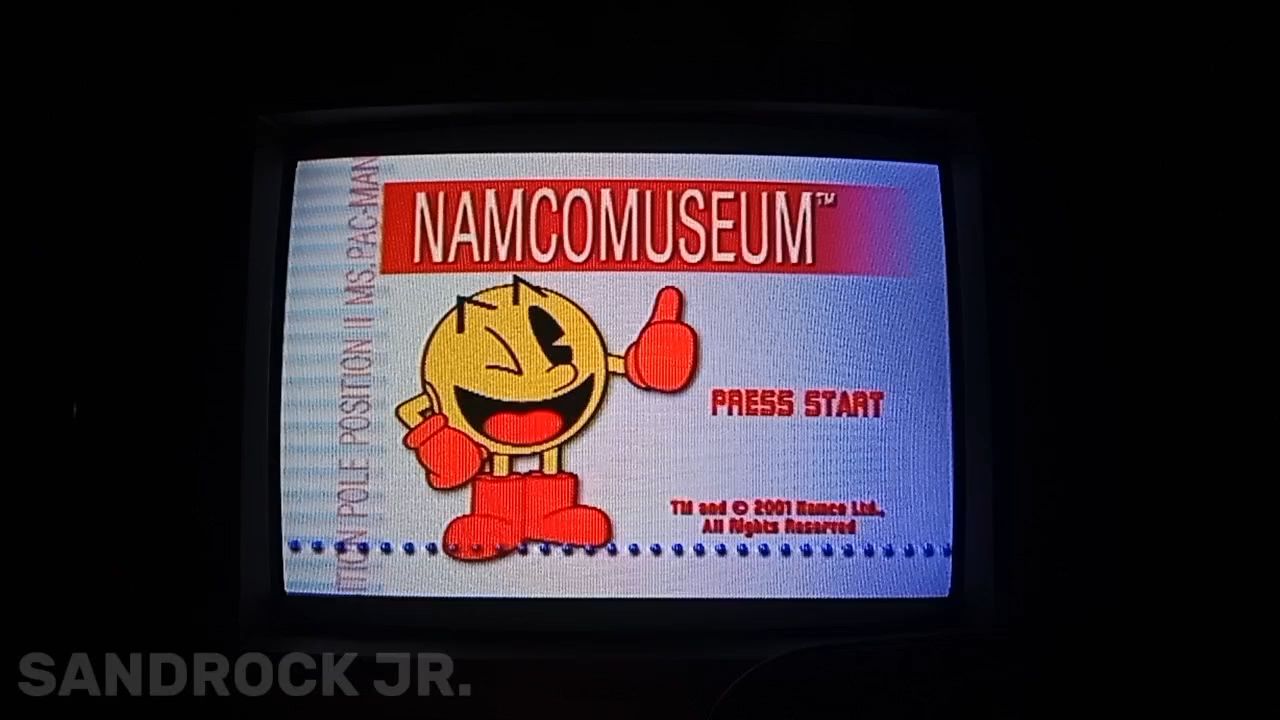 NAMCOMUSEUM™
TION POLE POSITION II MS.PAC-MAN
PRESS START
TM and © 2001 Namco Ltd.,
All Rights Reserved
SANDROCK JR.